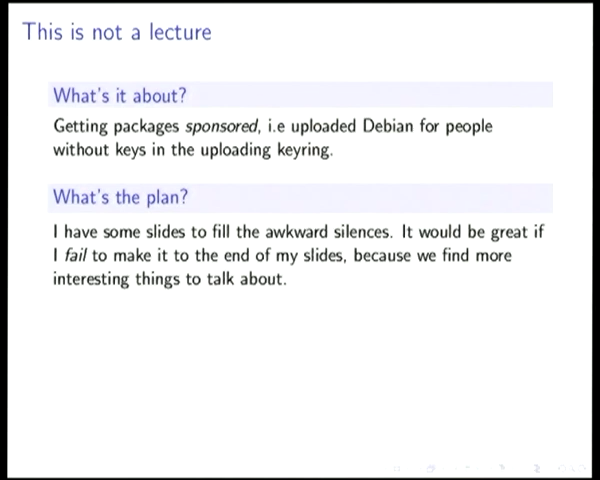 This is not a lecture
What's it about?
Getting packages sponsored, i.e uploaded Debian for people
without keys in the uploading keyring.
What's the plan?
I have some slides to fill the awkward silences. It would be great if
I fail to make it to the end of my slides, because we find more
interesting things to talk about.